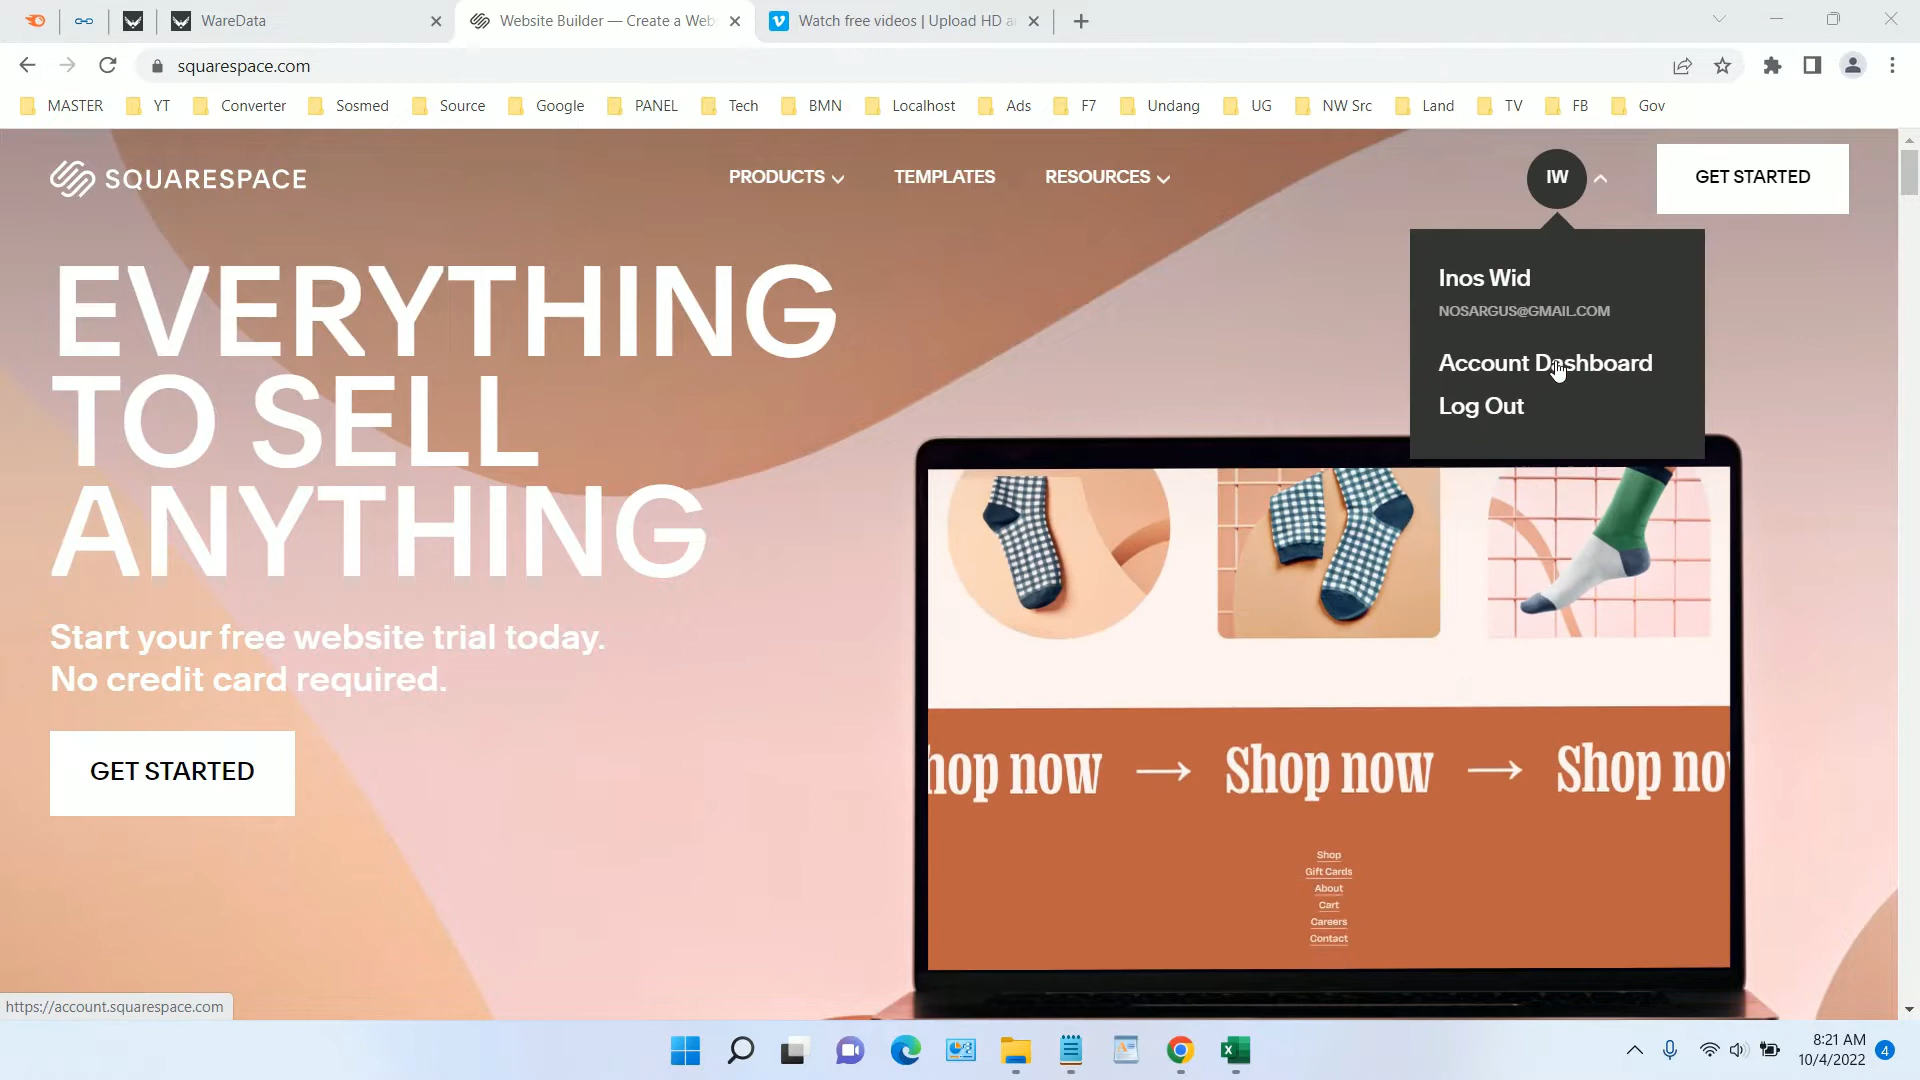 WareData
Website Builder — Create a Web
Watch free videos | Upload HD a
squarespace.com
MASTER YT Converter Sosmed Source Google PANEL Tech BMN Localhost Ads F7 Undang UG NW Src Land TV FB Gov
SQUARESPACE
PRODUCTS TEMPLATES RESOURCES
IW
GET STARTED
Inos Wid
NOSARGUS@GMAIL.COM
Account Dashboard
Log Out
EVERYTHING
TO SELL
ANYTHING
Start your free website trial today.
No credit card required.
GET STARTED
hop now → Shop now → Shop no
Shop
Gift Cards
About
Cart
Careers
Contact
https://account.squarespace.com
8:21 AM
10/4/2022
4